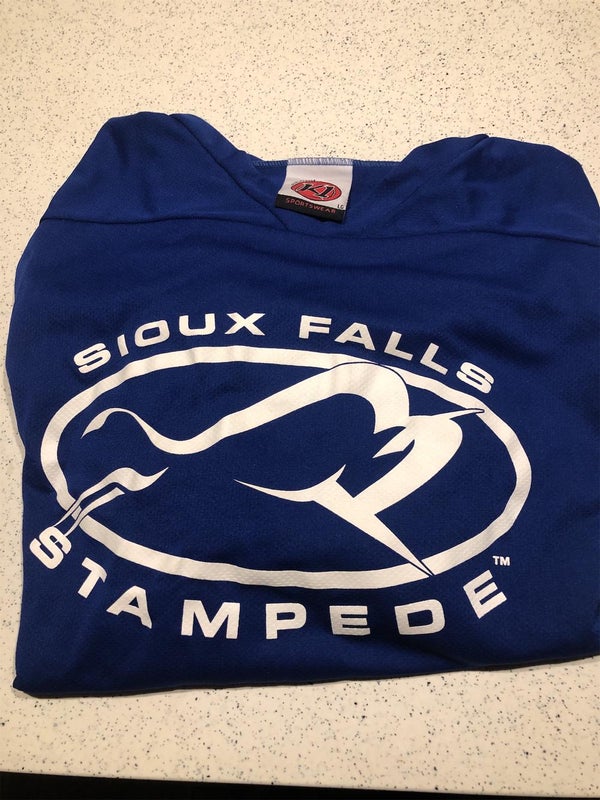 K1
SPORTSWEAR
LG
SIOUX FALLS
STAMPEDE™